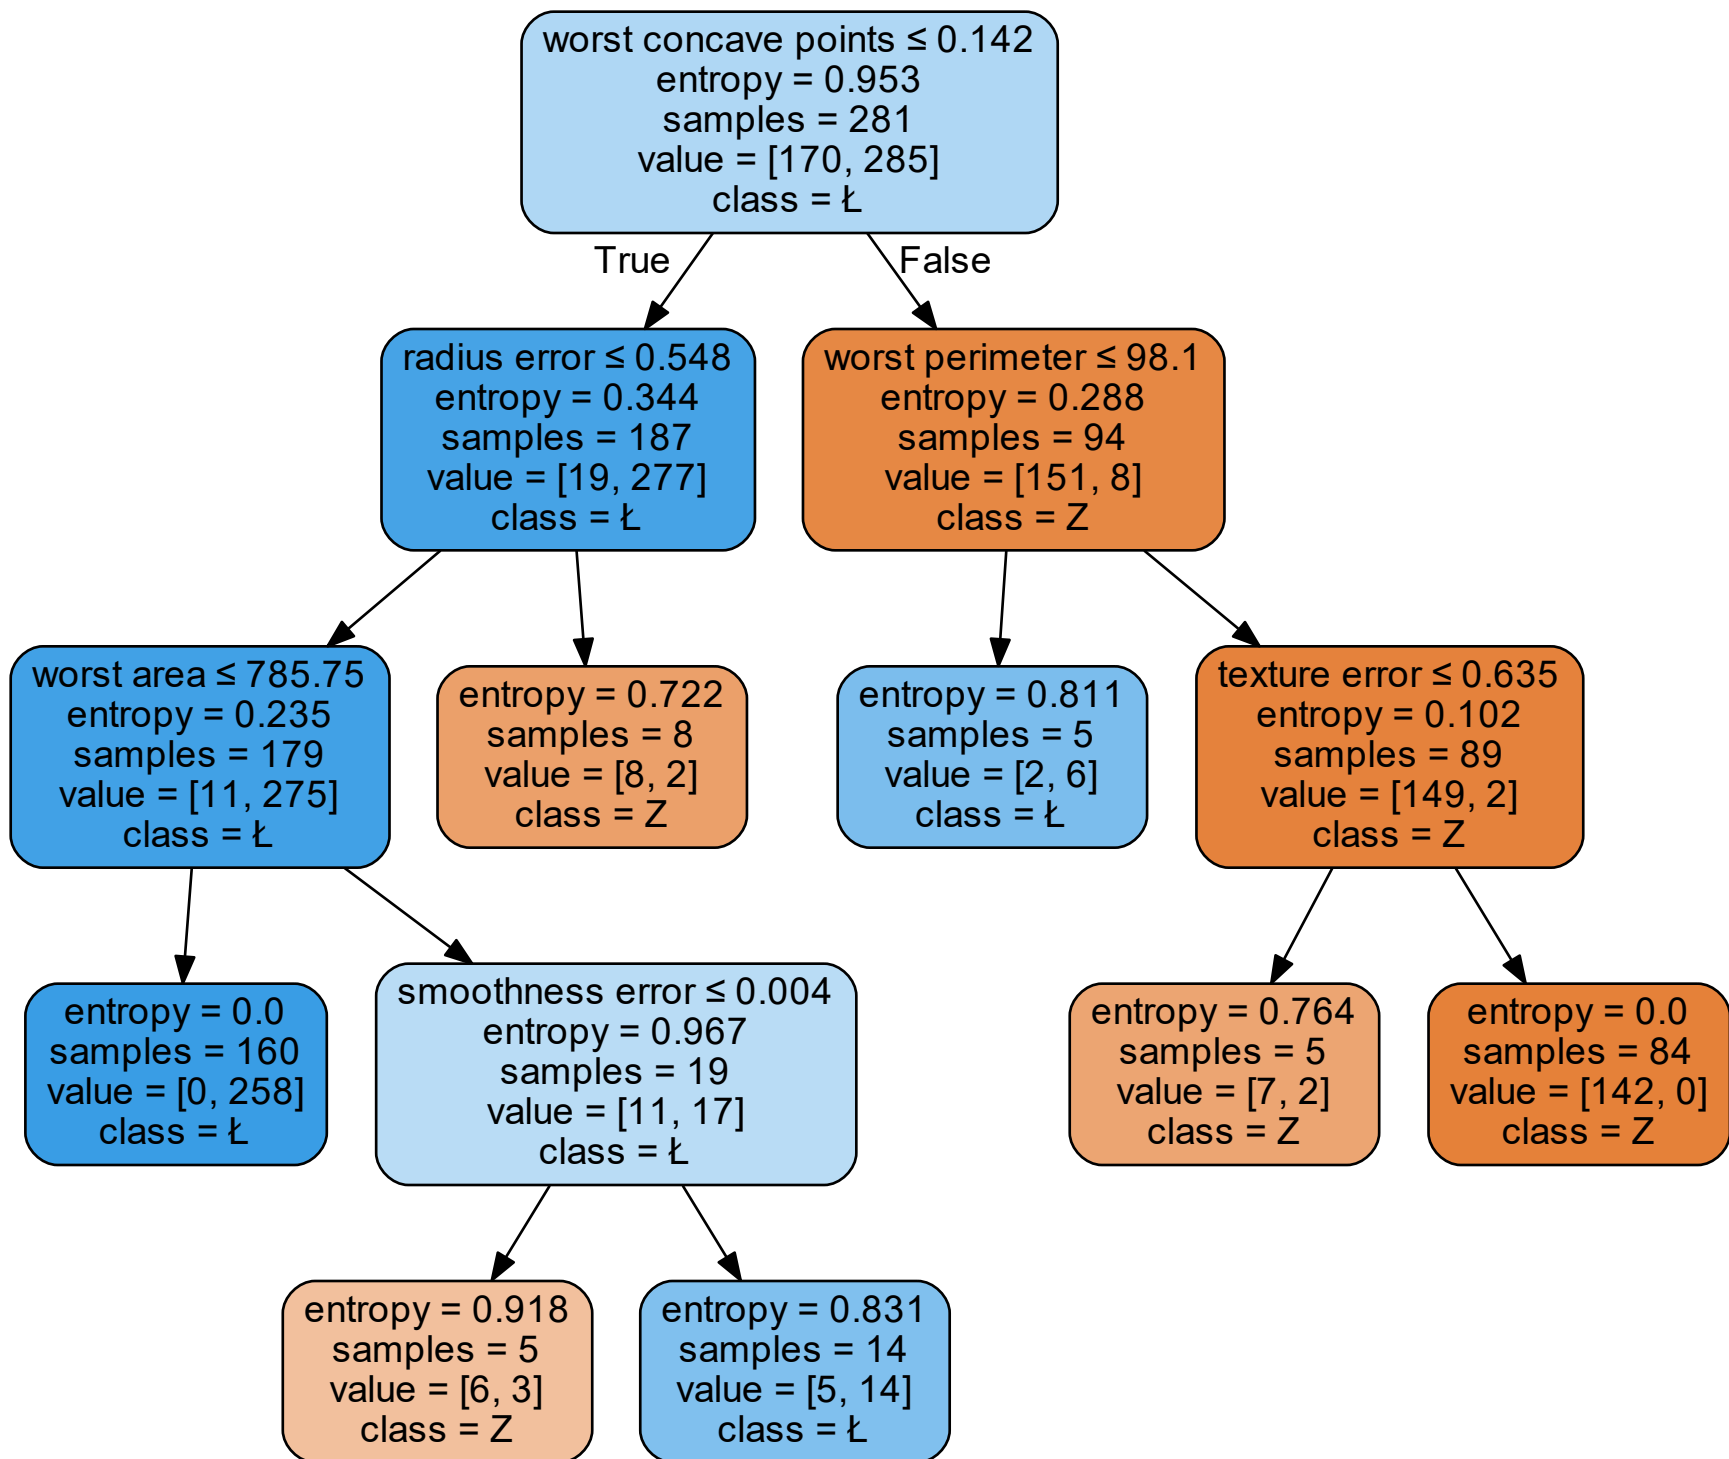 worst concave points ≤ 0.142
entropy = 0.953
samples = 281
value = [170, 285]
class = Ł
True
False
radius error ≤ 0.548
entropy = 0.344
samples = 187
value = [19, 277]
class = Ł
worst perimeter ≤ 98.1
entropy = 0.288
samples = 94
value = [151, 8]
class = Z
worst area ≤ 785.75
entropy = 0.235
samples = 179
value = [11, 275]
class = Ł
entropy = 0.722
samples = 8
value = [8, 2]
class = Z
entropy = 0.811
samples = 5
value = [2, 6]
class = Ł
texture error ≤ 0.635
entropy = 0.102
samples = 89
value = [149, 2]
class = Z
entropy = 0.0
samples = 160
value = [0, 258]
class = Ł
smoothness error ≤ 0.004
entropy = 0.967
samples = 19
value = [11, 17]
class = Ł
entropy = 0.764
samples = 5
value = [7, 2]
class = Z
entropy = 0.0
samples = 84
value = [142, 0]
class = Z
entropy = 0.918
samples = 5
value = [6, 3]
class = Z
entropy = 0.831
samples = 14
value = [5, 14]
class = Ł